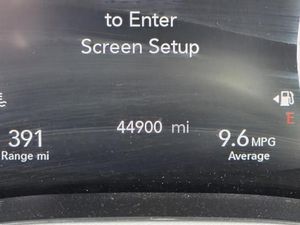 to Enter
Screen Setup
E
391
Range mi
44900 mi
9.6 MPG
Average